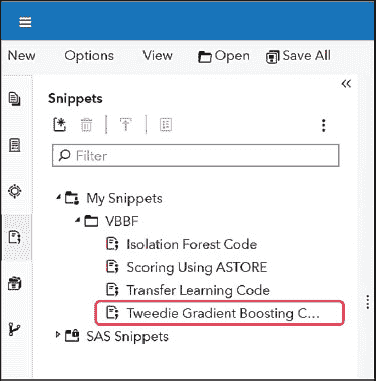 New Options View Open Save All
Snippets
Filter
My Snippets
VBBF
Isolation Forest Code
Scoring Using ASTORE
Transfer Learning Code
Tweedie Gradient Boosting C...
SAS Snippets